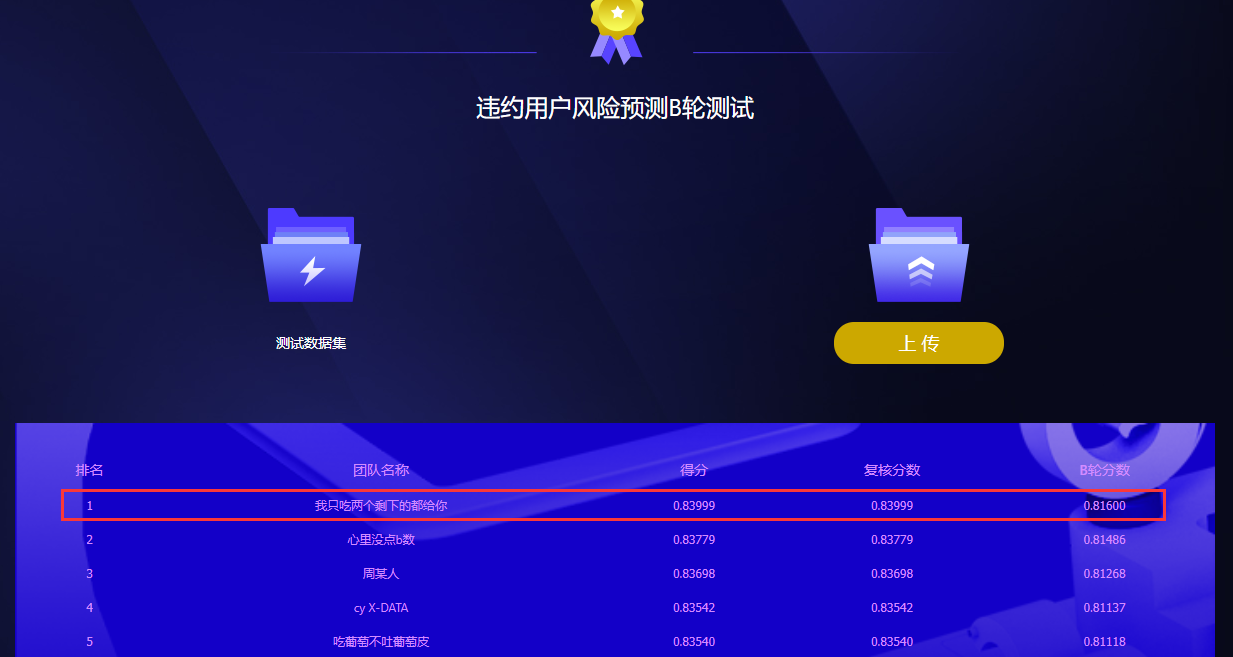 违约用户风险预测B轮测试
测试数据集
上传
排名 团队名称 得分 复核分数 B轮分数
1 我只吃两个剩下的都给你 0.83999 0.83999 0.81600
2 心里没点b数 0.83779 0.83779 0.81486
3 周某人 0.83698 0.83698 0.81268
4 cy X-DATA 0.83542 0.83542 0.81137
5 吃葡萄不吐葡萄皮 0.83540 0.83540 0.81118